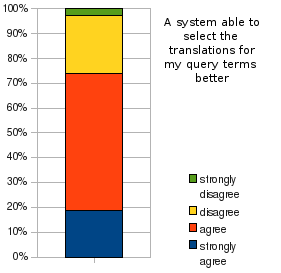 100%
90%
80%
70%
60%
50%
40%
30%
20%
10%
0%
A system able to
select the
translations for
my query terms
better
strongly
disagree
disagree
agree
strongly
agree